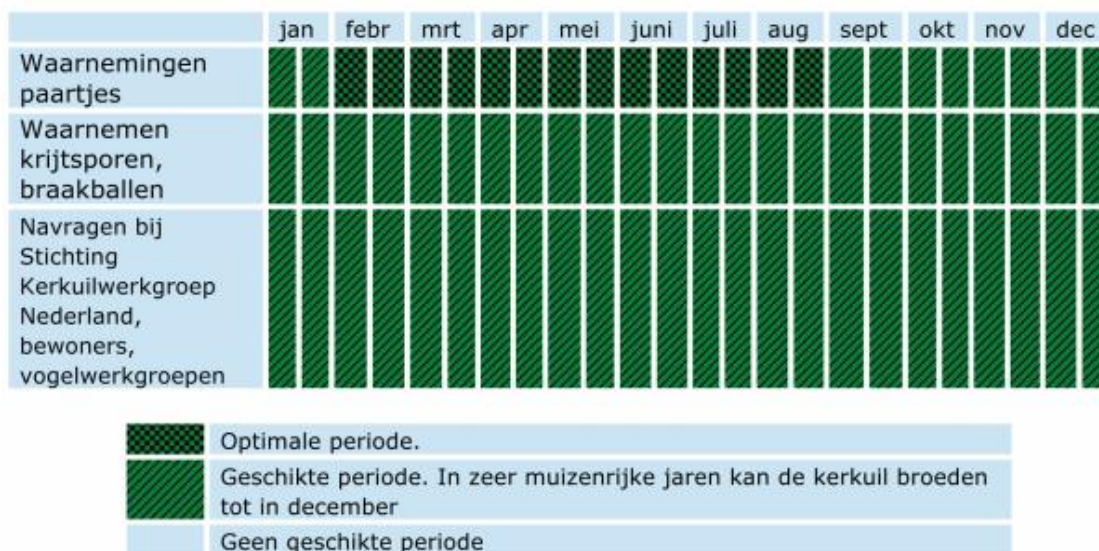 jan febr mrt apr mei juni juli aug sept okt nov dec
Waarnemingen
paartjes
Waarnemen
krijtsporen,
braakballen
Navragen bij
Stichting
Kerkuilwerkgroep
Nederland,
bewoners,
vogelwerkgroepen
Optimale periode.
Geschikte periode. In zeer muizenrijke jaren kan de kerkuil broeden
tot in december
Geen geschikte periode